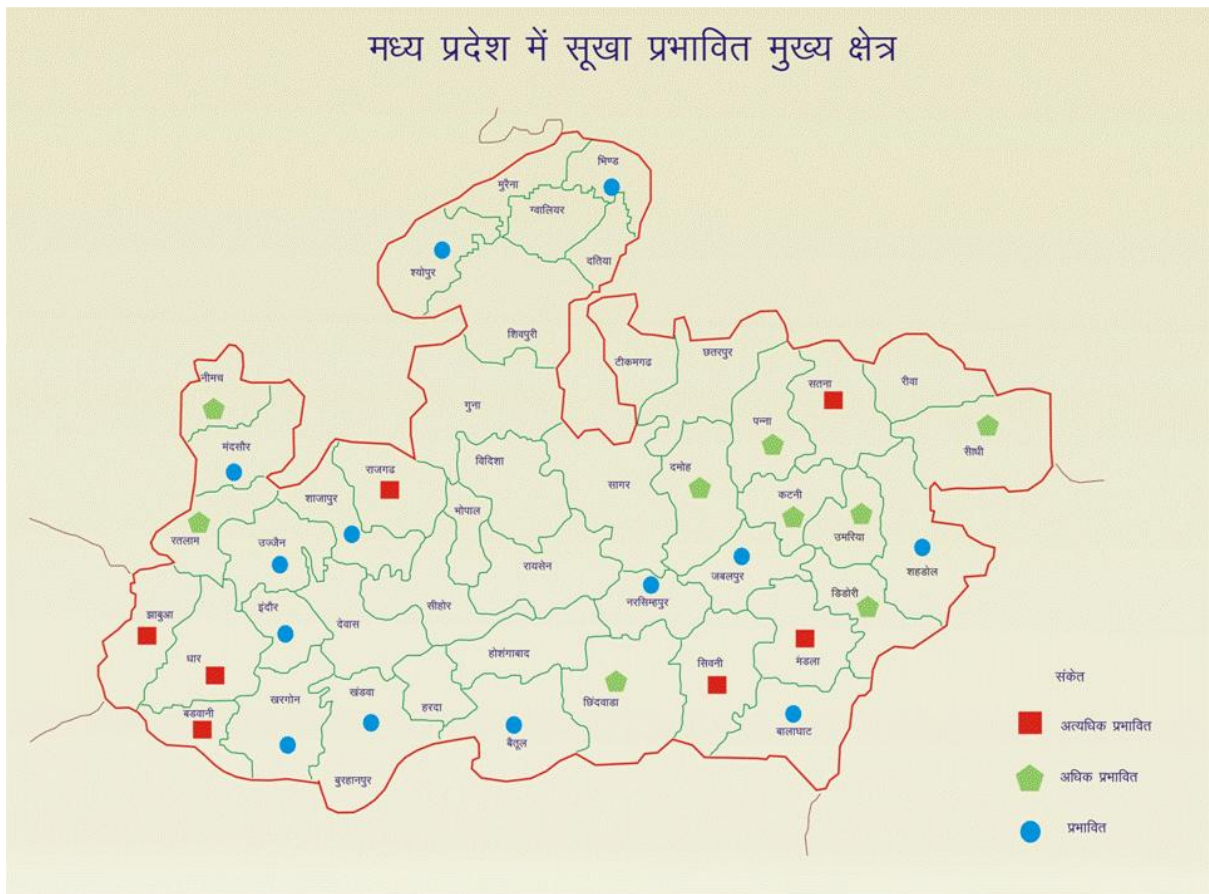 मध्य प्रदेश में सूखा प्रभावित मुख्य क्षेत्र
भिण्ड
मुरैना
ग्वालियर
दतिया
श्योपुर
शिवपुरी
टीकमगढ
छतरपुर
नीमच
सतना
रीवा
गुना
पन्ना
मंदसौर
सीधी
राजगढ
विदिशा
दमोह
सागर
शाजापुर
भोपाल
कटनी
रतलाम
उज्जैन
उमरिया
रायसेन
जबलपुर
शहडोल
डिडोरी
नरसिम्हपुर
झाबुआ
इंदौर
सीहोर
देवास
होशंगाबाद
धार
सिवनी
मंडला
संकेत
खरगोन
खंडवा
हरदा
छिंदवाडा
बडवानी
अत्यधिक प्रभावित
बालाघाट
बैतूल
बुरहानपुर
अधिक प्रभावित
प्रभावित